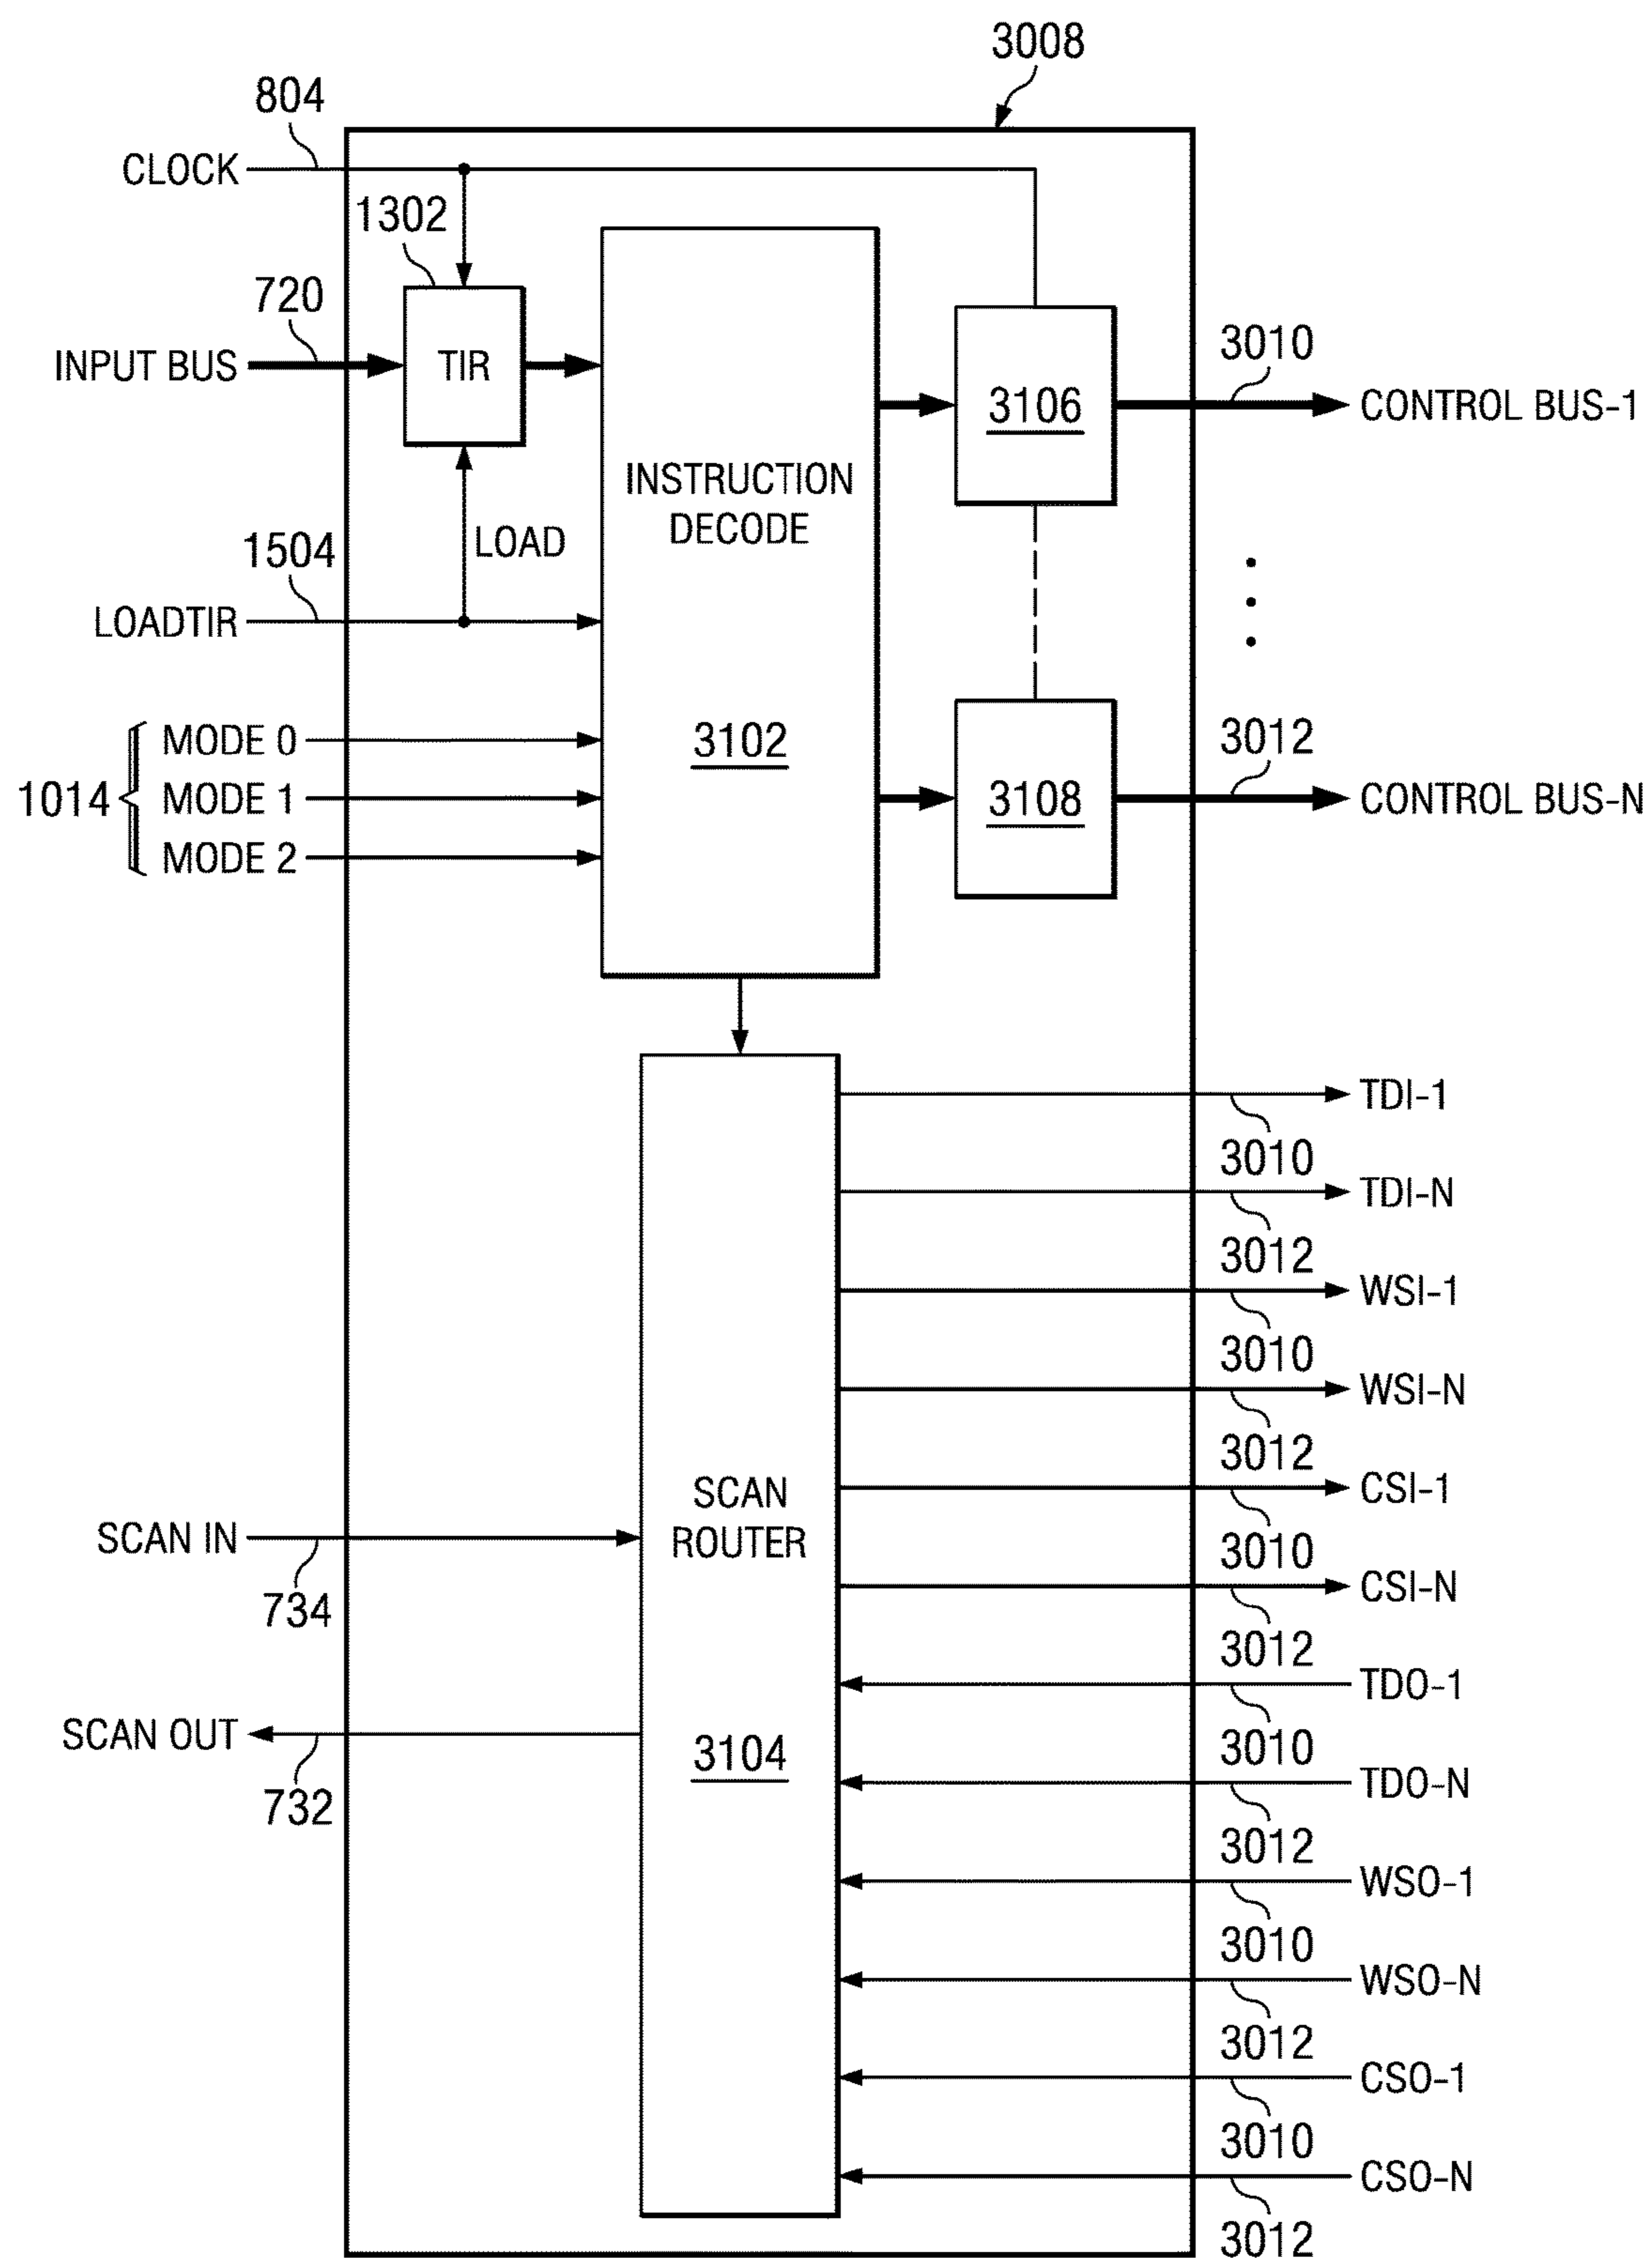 3008
804
CLOCK
1302
720
INPUT BUS
TIR
3106
3010
CONTROL BUS-1
INSTRUCTION
DECODE
1504
LOAD
LOADTIR
1014
MODE 0
MODE 1
MODE 2
3102
3108
3012
CONTROL BUS-N
TDI-1
3010
TDI-N
3012
WSI-1
3010
WSI-N
3012
CSI-1
3010
CSI-N
3012
SCAN
ROUTER
SCAN IN
734
TDO-1
3010
SCAN OUT
732
3104
TDO-N
3012
WSO-1
3010
WSO-N
3012
CSO-1
3010
CSO-N
3012